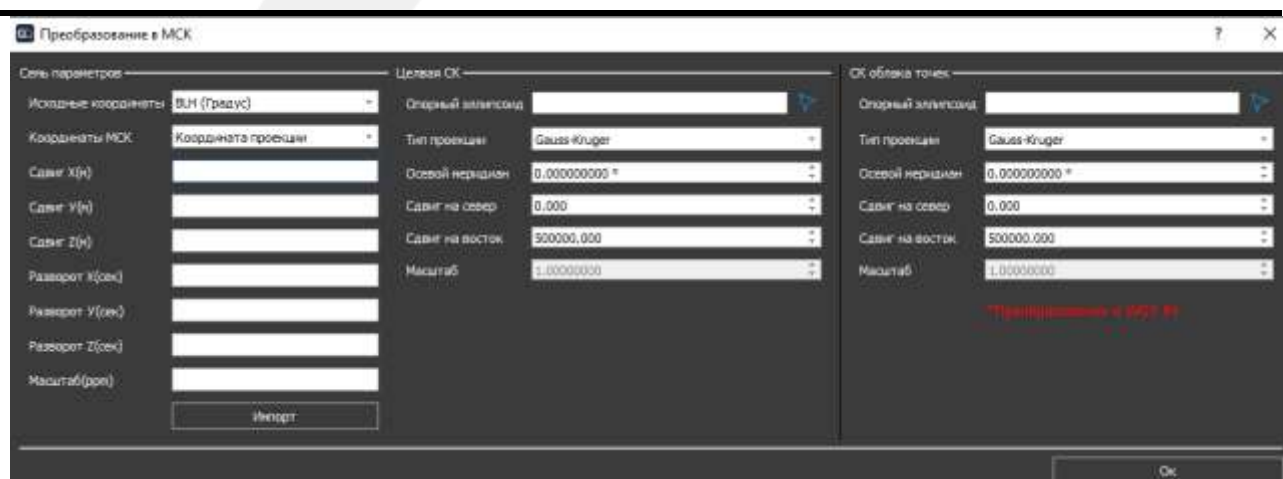 Преобразование в МСК ? ×
Семь параметров
Исходные координаты BLH (Градус)
Координаты МСК Координата проекции
Сдвиг X(м)
Сдвиг У(м)
Сдвиг Z(м)
Разворот X(сек)
Разворот У(сек)
Разворот Z(сек)
Масштаб(ppm)
Импорт
Целвая СК
Опорный эллипсоид
Тип проекции Gauss-Kruger
Осевой меридиан 0.000000000 °
Сдвиг на север 0.000
Сдвиг на восток 500000.000
Масштаб 1.00000000
СК облака точек
Опорный эллипсоид
Тип проекции Gauss-Kruger
Осевой меридиан 0.000000000 °
Сдвиг на север 0.000
Сдвиг на восток 500000.000
Масштаб 1.00000000
*Преобразование в
Ок